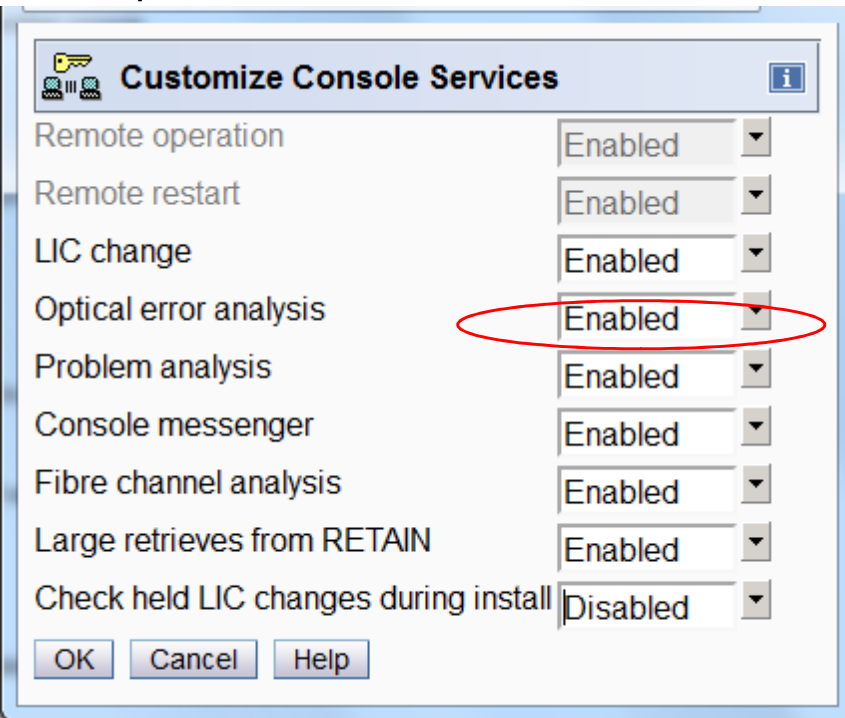 Customize Console Services
Remote operation Enabled
Remote restart Enabled
LIC change Enabled
Optical error analysis Enabled
Problem analysis Enabled
Console messenger Enabled
Fibre channel analysis Enabled
Large retrieves from RETAIN Enabled
Check held LIC changes during install Disabled
OK Cancel Help